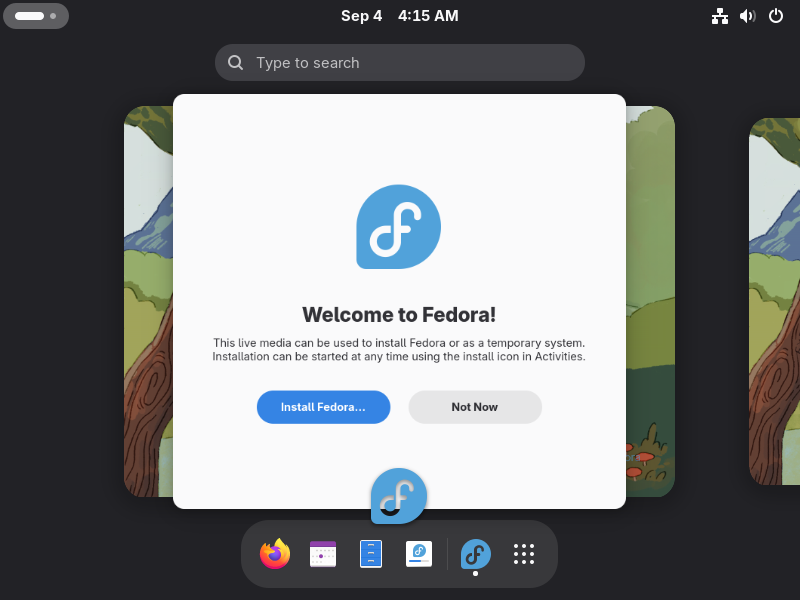 Sep 4 4:15 AM
Type to search
Welcome to Fedora!
This live media can be used to install Fedora or as a temporary system.
Installation can be started at any time using the install icon in Activities.
Install Fedora...
Not Now